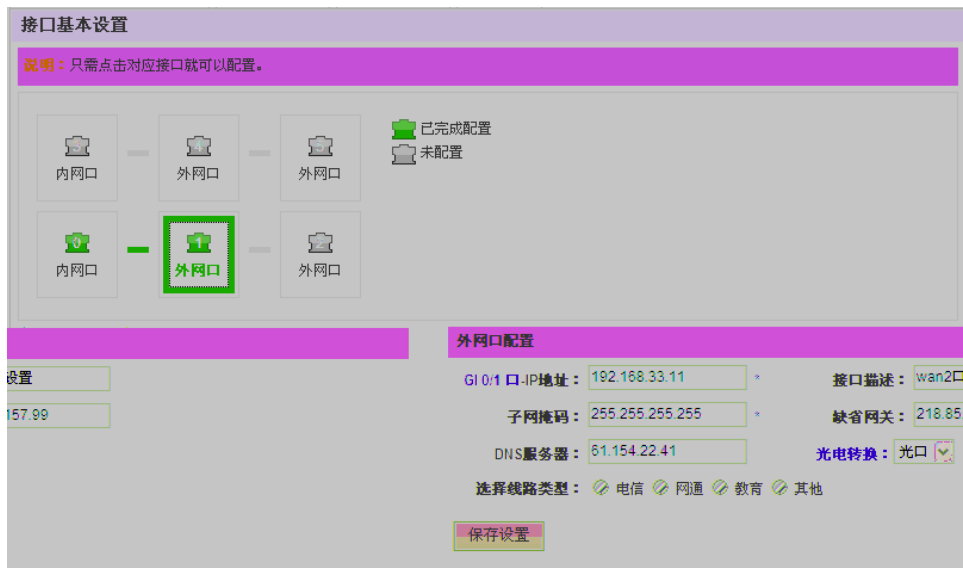 接口基本设置
说明：只需点击对应接口就可以配置。
3 4 5 已完成配置
内网口 外网口 外网口 未配置
0 1 2
内网口 外网口 外网口
外网口配置
设置 GI 0/1 口-IP地址： 192.168.33.11 * 接口描述： wan2口
157.99 子网掩码： 255.255.255.255 * 缺省网关： 218.85
DNS服务器： 61.154.22.41 光电转换： 光口
选择线路类型： 电信 网通 教育 其他
保存设置